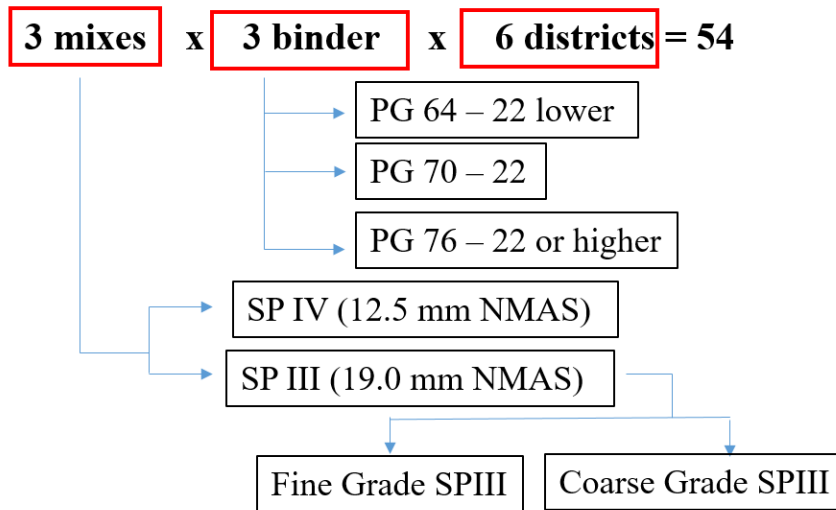 3 mixes x 3 binder x 6 districts = 54
PG 64 – 22 lower
PG 70 – 22
PG 76 – 22 or higher
SP IV (12.5 mm NMAS)
SP III (19.0 mm NMAS)
Fine Grade SPIII
Coarse Grade SPIII